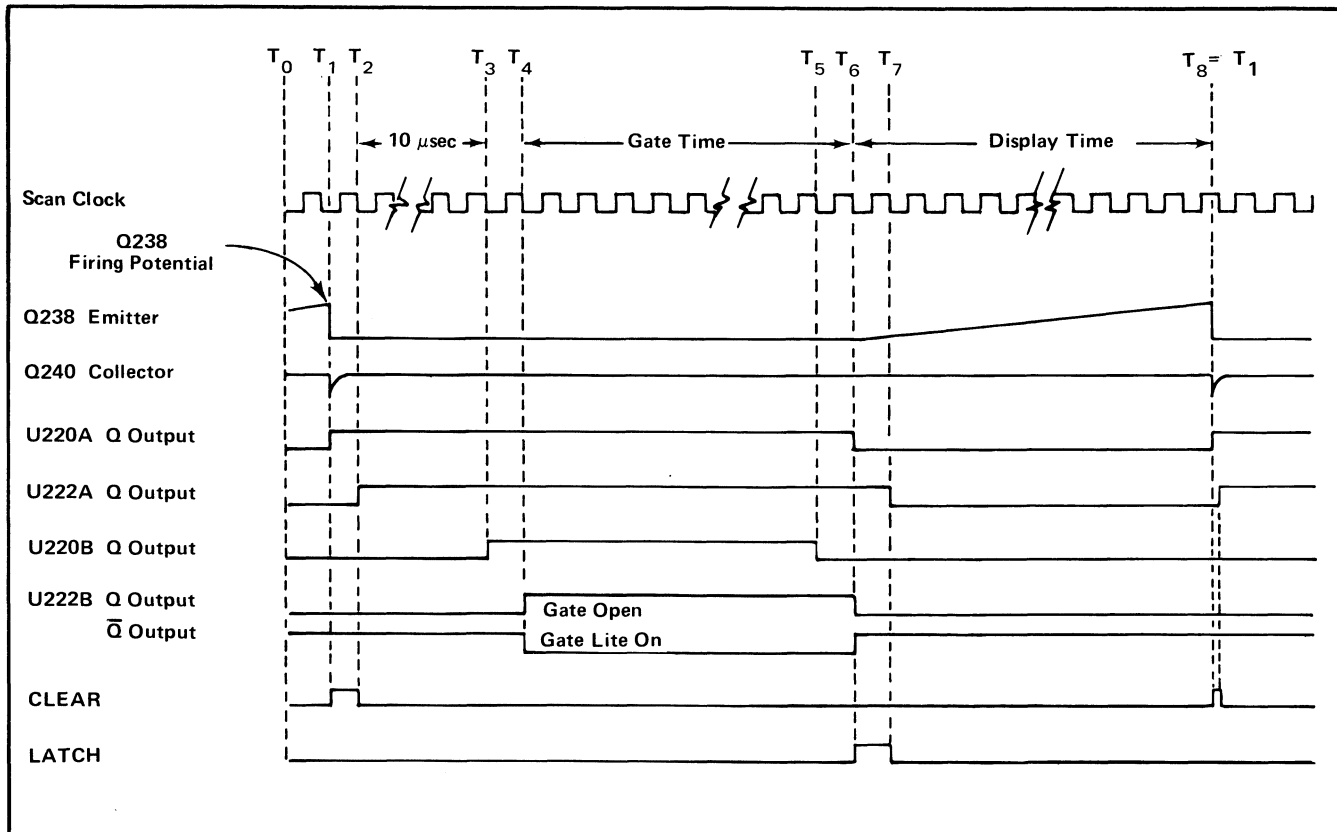 T0 T1 T2 T3 T4 T5 T6 T7 T8 = T1
10 μsec Gate Time Display Time
Scan Clock
Q238
Firing Potential
Q238 Emitter
Q240 Collector
U220A Q Output
U222A Q Output
U220B Q Output
U222B Q Output
Gate Open
Q̅ Output
Gate Lite On
CLEAR
LATCH